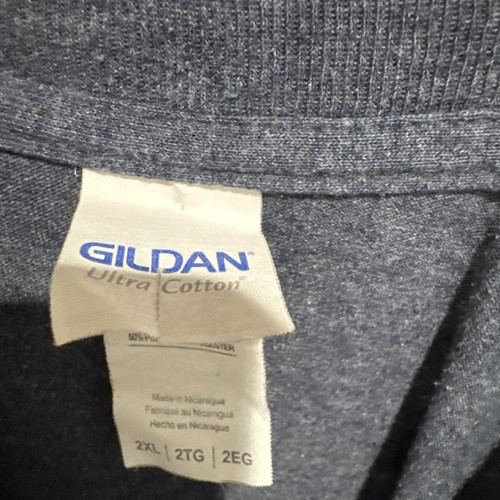 GILDAN
Ultra Cotton®
Made in Nicaragua
Fabriqué au Nicaragua
Hecho en Nicaragua
2XL | 2TG | 2EG